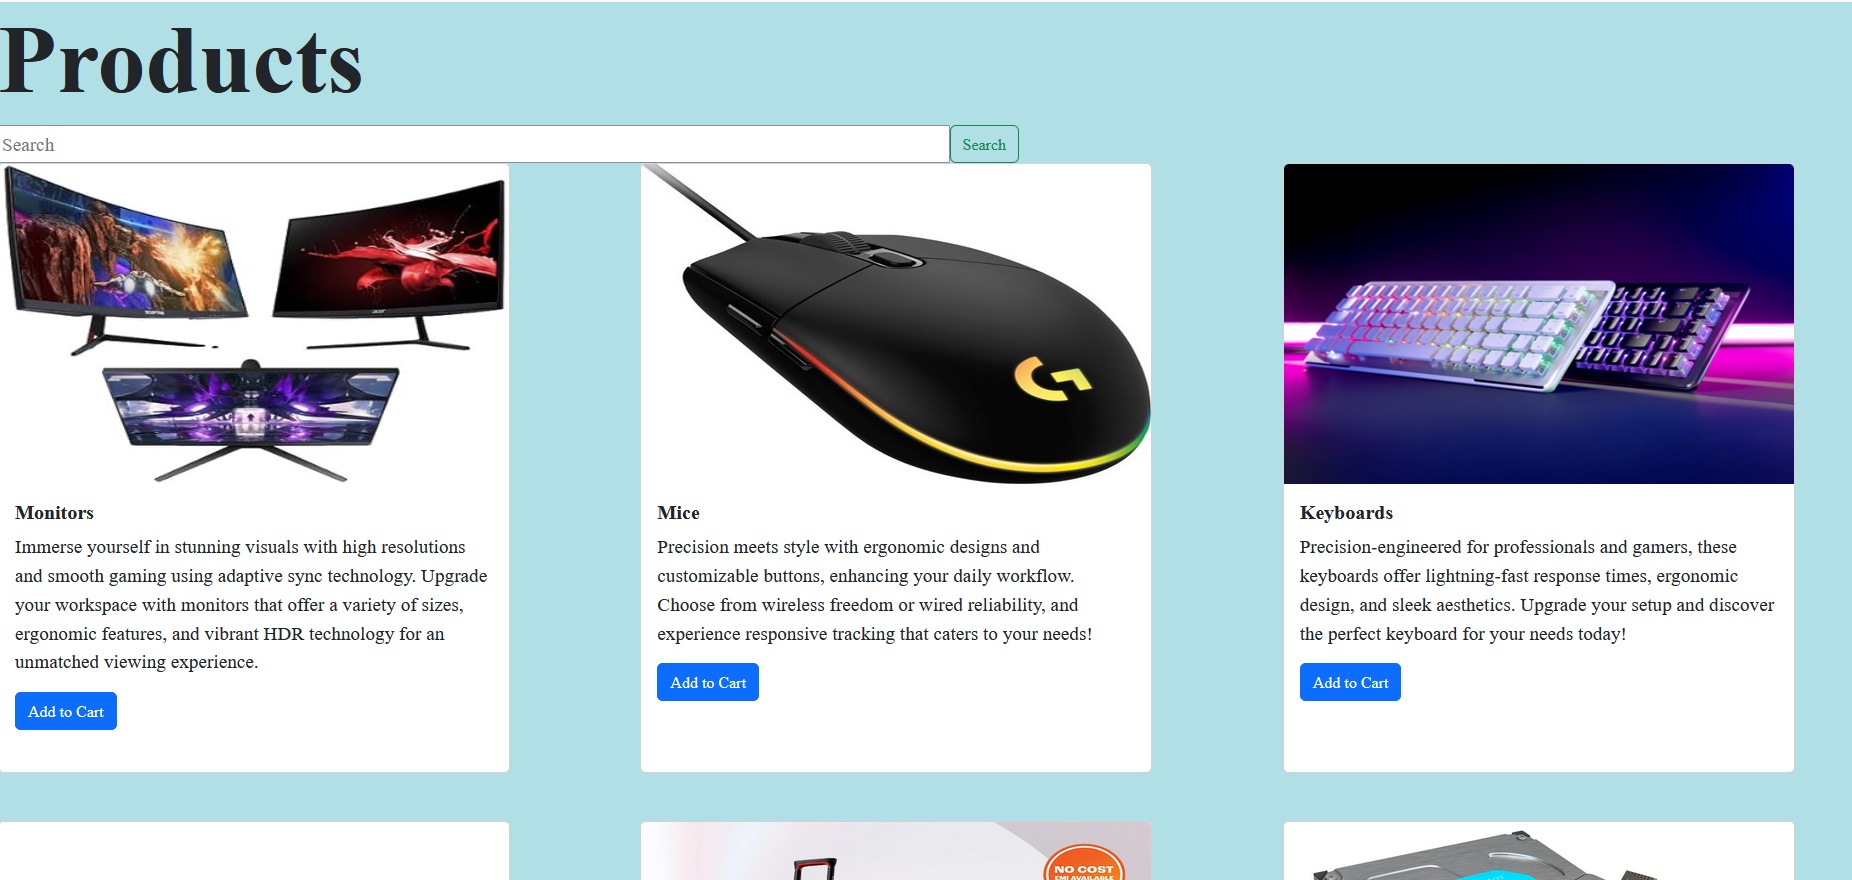 Products
Search
Search
acer
G
Monitors
Immerse yourself in stunning visuals with high resolutions
and smooth gaming using adaptive sync technology. Upgrade
your workspace with monitors that offer a variety of sizes,
ergonomic features, and vibrant HDR technology for an
unmatched viewing experience.
Add to Cart
Mice
Precision meets style with ergonomic designs and
customizable buttons, enhancing your daily workflow.
Choose from wireless freedom or wired reliability, and
experience responsive tracking that caters to your needs!
Add to Cart
Keyboards
Precision-engineered for professionals and gamers, these
keyboards offer lightning-fast response times, ergonomic
design, and sleek aesthetics. Upgrade your setup and discover
the perfect keyboard for your needs today!
Add to Cart
NO COST
EMI AVAILABLE